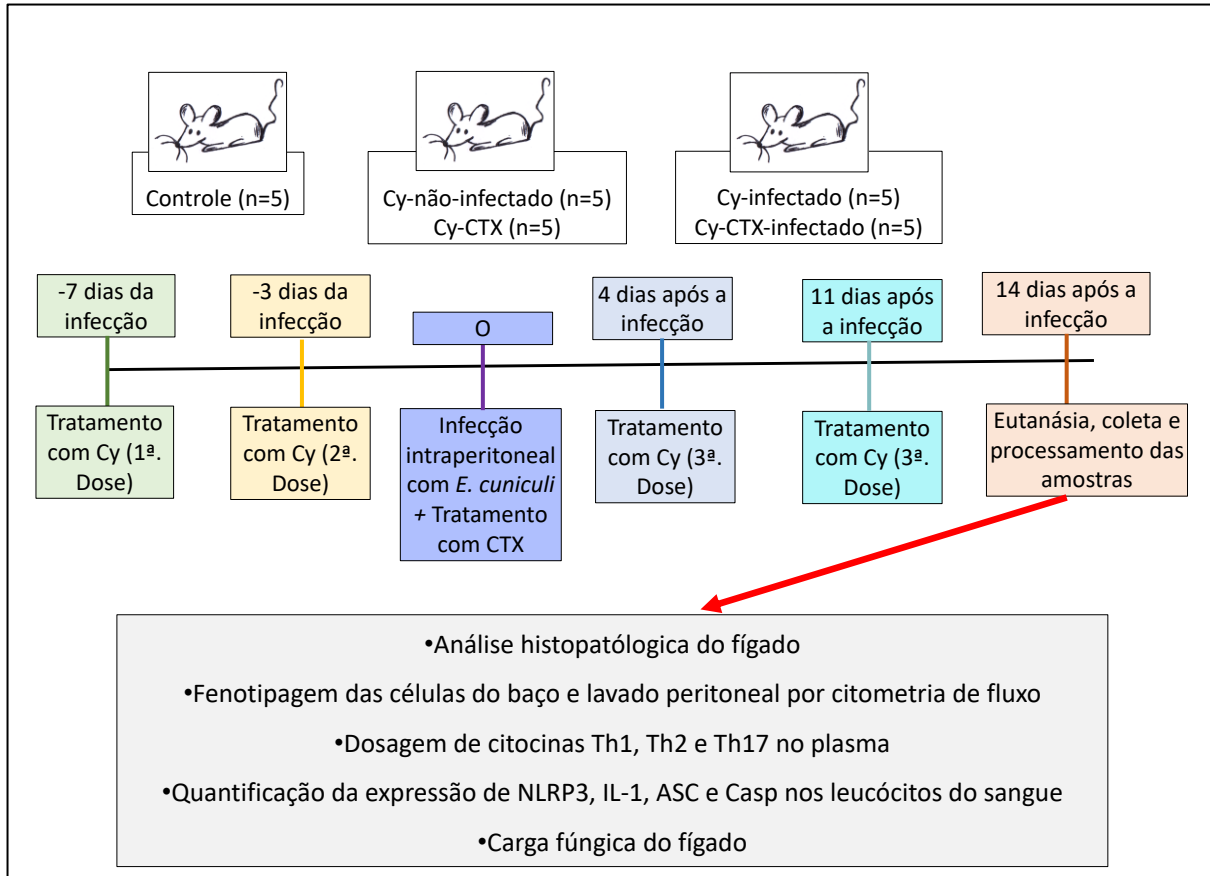 Controle (n=5)
Cy-não-infectado (n=5)
Cy-CTX (n=5)
Cy-infectado (n=5)
Cy-CTX-infectado (n=5)
-7 dias da
infecção
-3 dias da
infecção
O
4 dias após a
infecção
11 dias após
a infecção
14 dias após a
infecção
Tratamento
com Cy (1ª.
Dose)
Tratamento
com Cy (2ª.
Dose)
Infecção
intraperitoneal
com E. cuniculi
+ Tratamento
com CTX
Tratamento
com Cy (3ª.
Dose)
Tratamento
com Cy (3ª.
Dose)
Eutanásia, coleta e
processamento das
amostras
•Análise histopatólogica do fígado
•Fenotipagem das células do baço e lavado peritoneal por citometria de fluxo
•Dosagem de citocinas Th1, Th2 e Th17 no plasma
•Quantificação da expressão de NLRP3, IL-1, ASC e Casp nos leucócitos do sangue
•Carga fúngica do fígado